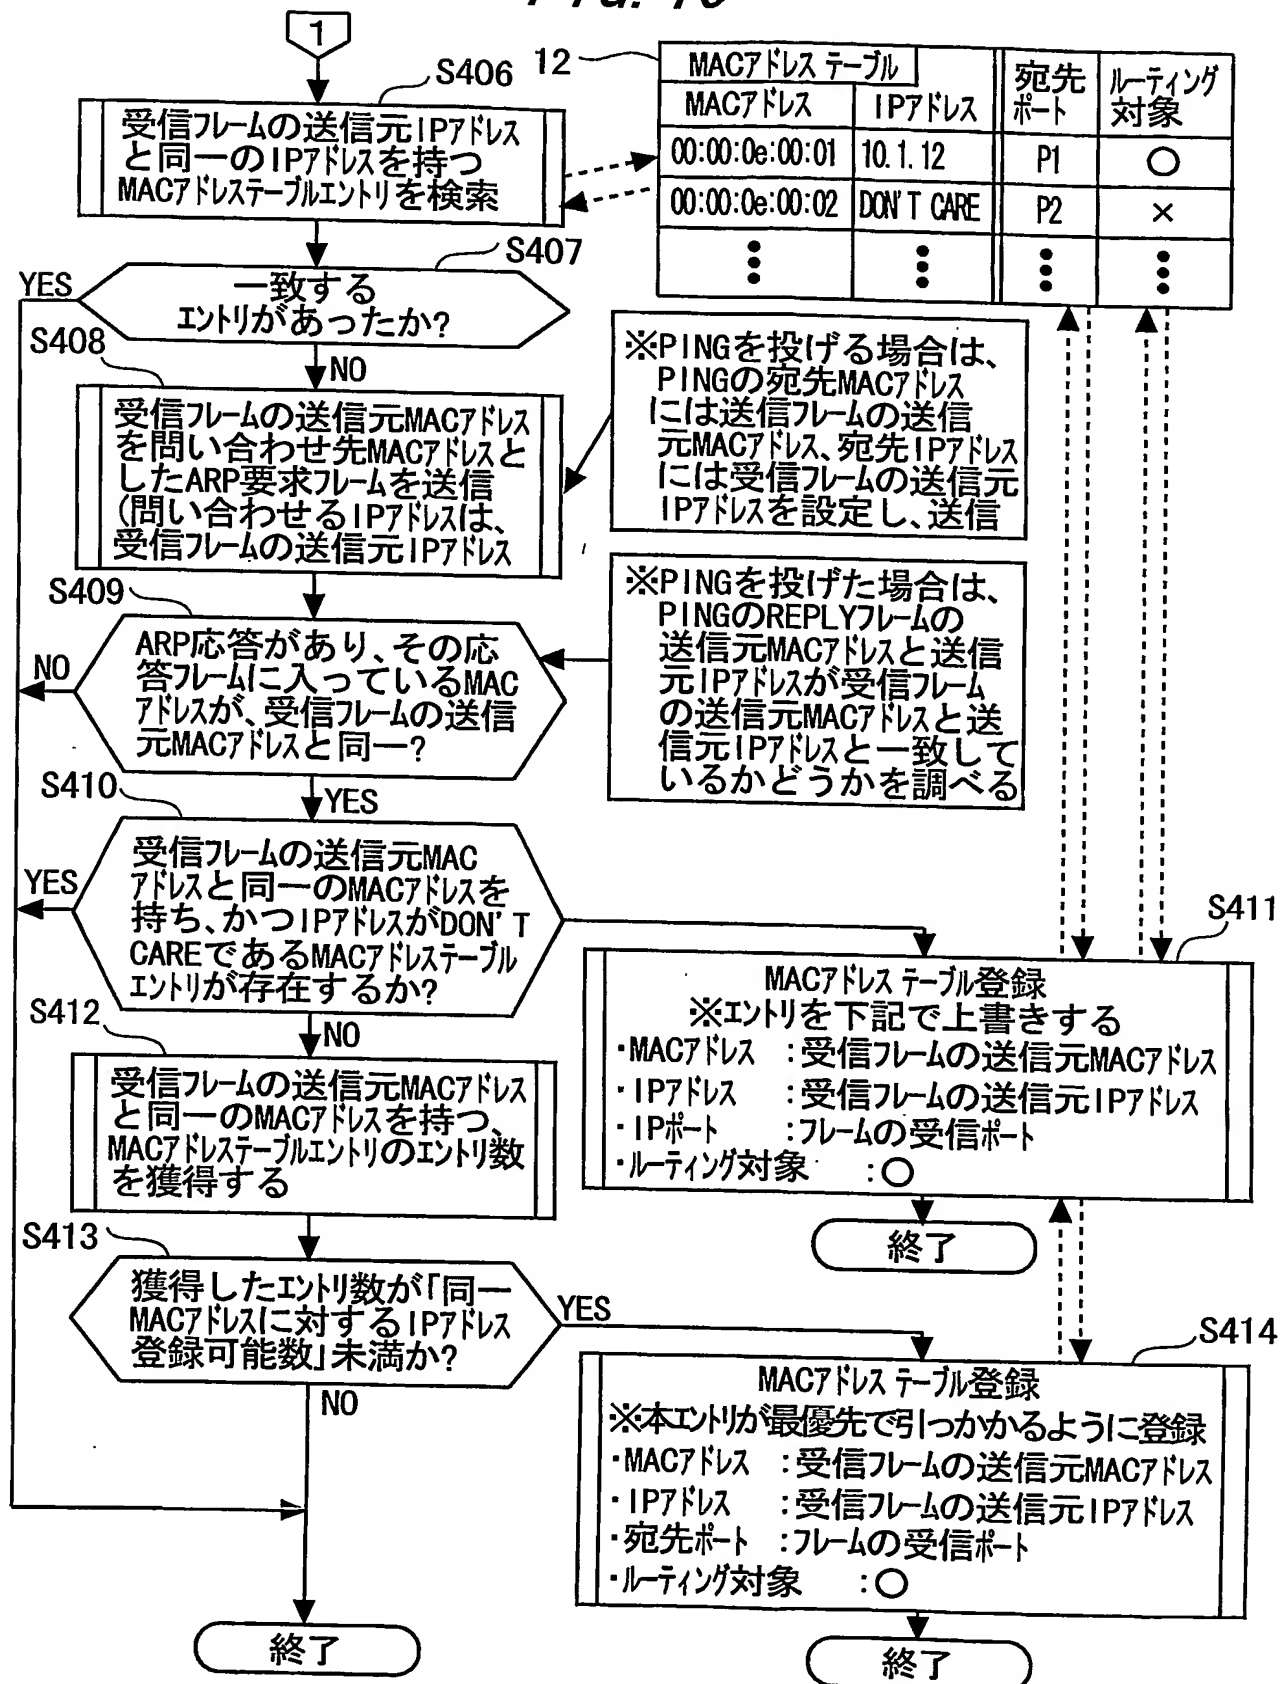 1
S406
受信フレームの送信元IPアドレス
と同一のIPアドレスを持つ
MACアドレステーブルエントリを検索
12
MACアドレス テーブル
MACアドレス
IPアドレス
宛先
ポート
ルーティング
対象
00:00:0e:00:01
10.1.12
P1
○
00:00:0e:00:02
DON'T CARE
P2
×
S407
YES
一致する
エントリがあったか?
NO
S408
受信フレームの送信元MACアドレス
を問い合わせ先MACアドレスと
したARP要求フレームを送信
(問い合わせるIPアドレスは、
受信フレームの送信元IPアドレス
※PINGを投げる場合は、
PINGの宛先MACアドレス
には送信フレームの送信
元MACアドレス、宛先IPアドレス
には受信フレームの送信元
IPアドレスを設定し、送信
S409
NO
ARP応答があり、その応
答フレームに入っているMAC
アドレスが、受信フレームの送信
元MACアドレスと同一?
YES
※PINGを投げた場合は、
PINGのREPLYフレームの
送信元MACアドレスと送信
元IPアドレスが受信フレーム
の送信元MACアドレスと送
信元IPアドレスと一致して
いるかどうかを調べる
S410
YES
受信フレームの送信元MAC
アドレスと同一のMACアドレスを
持ち、かつIPアドレスがDON'T
CAREであるMACアドレステーブル
エントリが存在するか?
NO
S411
MACアドレス テーブル登録
※エントリを下記で上書きする
・MACアドレス :受信フレームの送信元MACアドレス
・IPアドレス :受信フレームの送信元IPアドレス
・IPポート :フレームの受信ポート
・ルーティング対象 :○
終了
S412
受信フレームの送信元MACアドレス
と同一のMACアドレスを持つ、
MACアドレステーブルエントリのエントリ数
を獲得する
S413
獲得したエントリ数が「同一
MACアドレスに対するIPアドレス
登録可能数」未満か?
YES
NO
S414
MACアドレス テーブル登録
※本エントリが最優先で引っかかるように登録
・MACアドレス :受信フレームの送信元MACアドレス
・IPアドレス :受信フレームの送信元IPアドレス
・宛先ポート :フレームの受信ポート
・ルーティング対象 :○
終了
終了